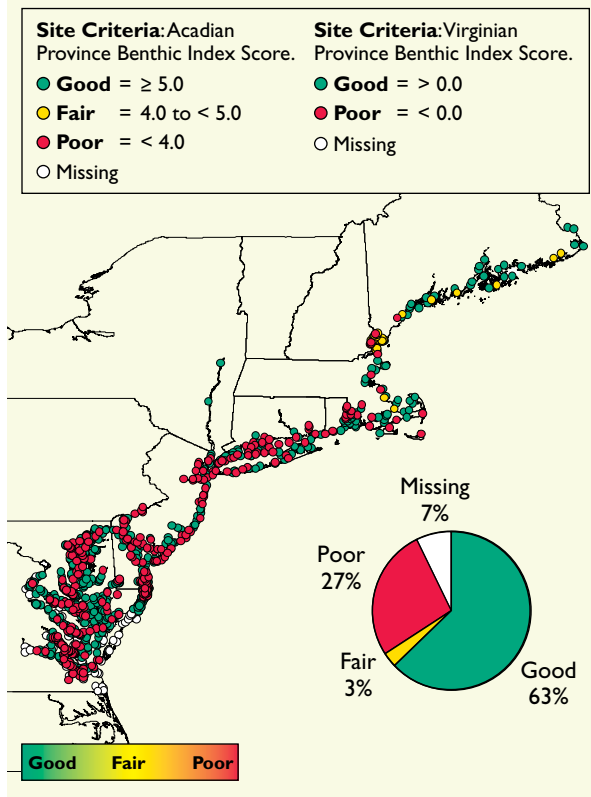 Site Criteria: Acadian
Province Benthic Index Score.
Good = ≥ 5.0
Fair = 4.0 to < 5.0
Poor = < 4.0
Missing
Site Criteria: Virginian
Province Benthic Index Score.
Good = > 0.0
Poor = < 0.0
Missing
Missing
7%
Poor
27%
Fair
3%
Good
63%
Good Fair Poor